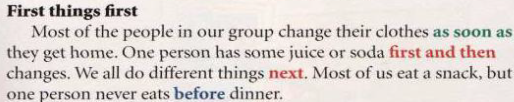 First things first
Most of the people in our group change their clothes as soon as
they get home. One person has some juice or soda first and then
changes. We all do different things next. Most of us eat a snack, but
one person never eats before dinner.